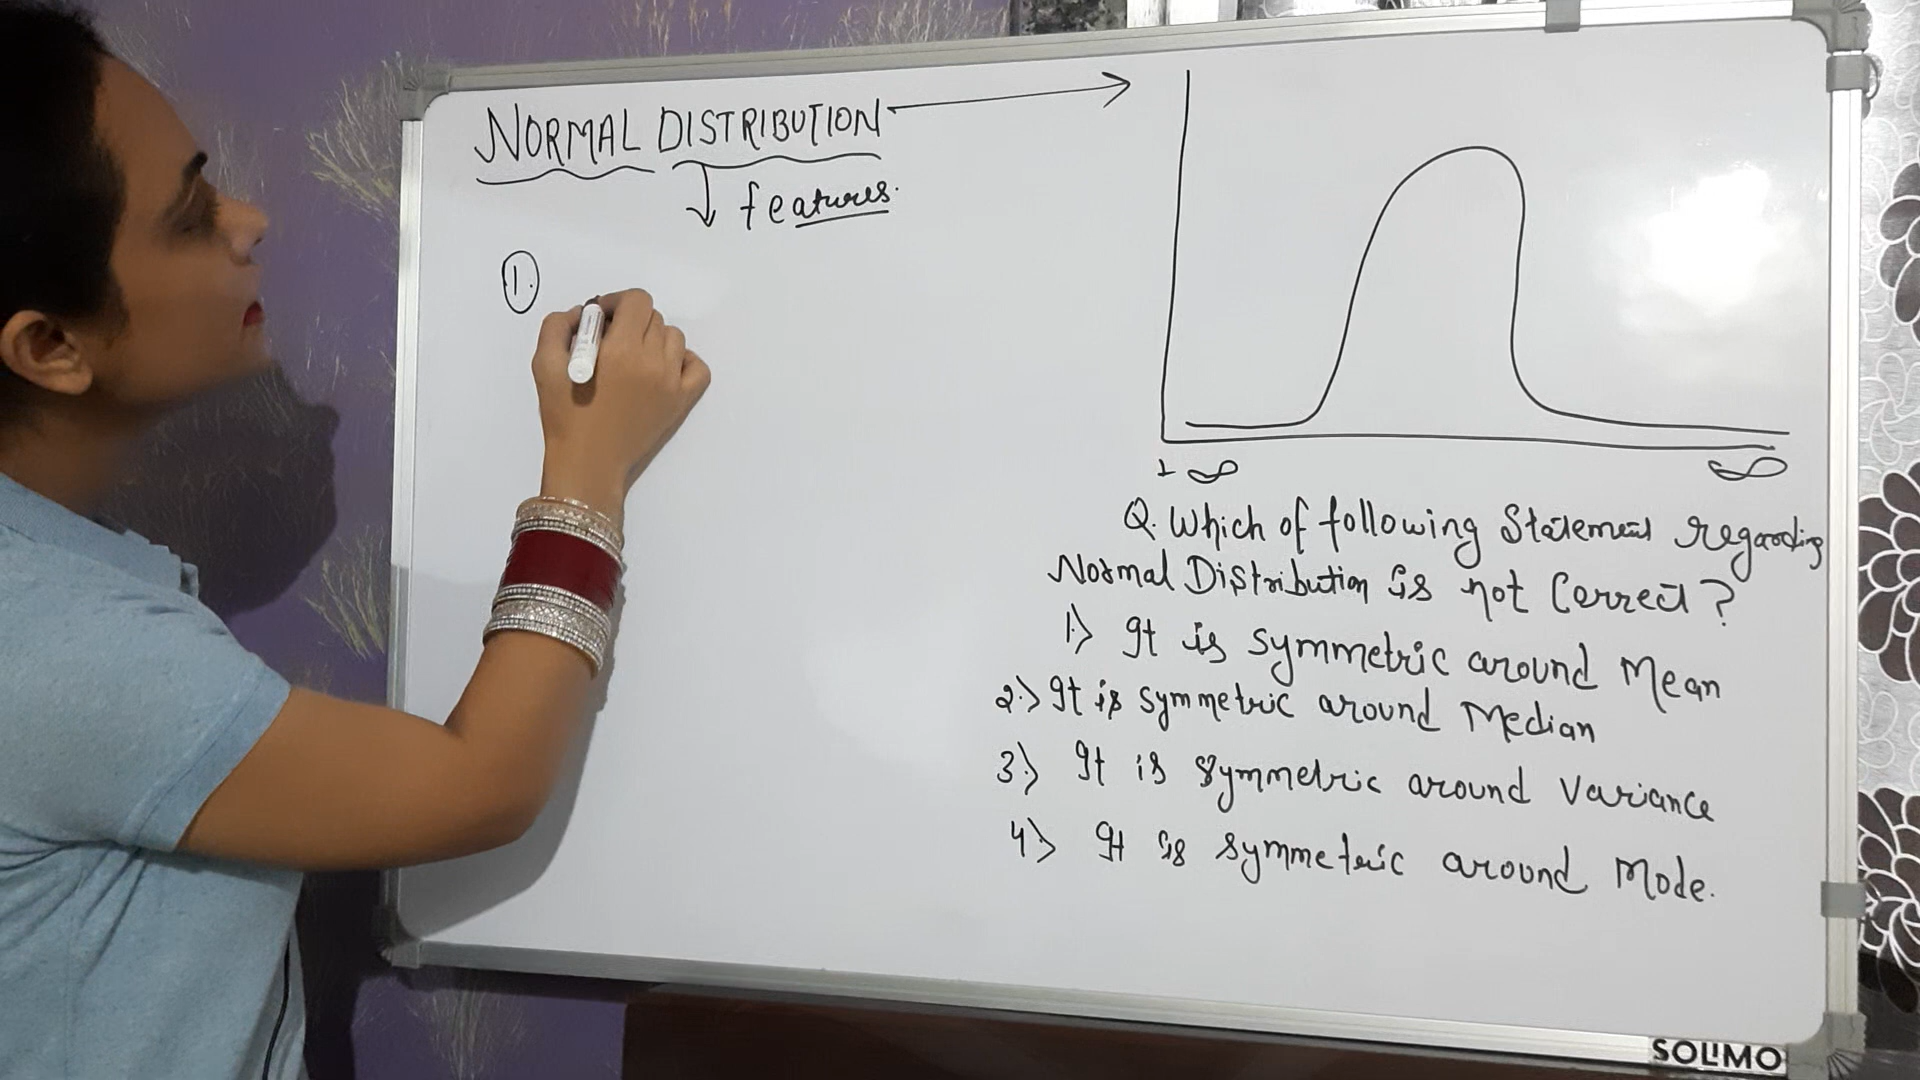 NORMAL DISTRIBUTION
features.
1.
∞
∞
Q. Which of following Statement regarding
Normal Distribution is not Correct?
1.) It is symmetric around Mean
2.) It is symmetric around Median
3.) It is symmetric around Variance
4.) It is symmetric around Mode.
SOLIMO